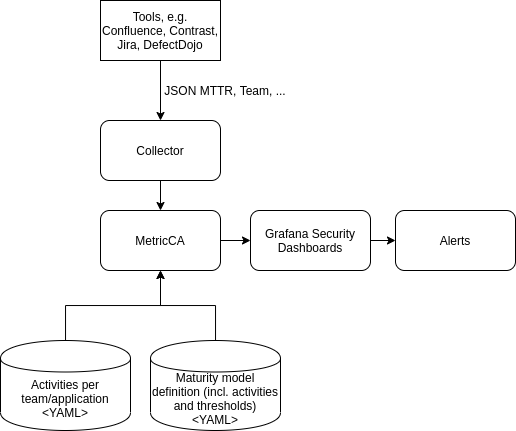 Tools, e.g.
Confluence, Contrast,
Jira, DefectDojo
JSON MTTR, Team, ...
Collector
MetricCA
Grafana Security
Dashboards
Alerts
Activities per
team/application
<YAML>
Maturity model
definition (incl. activities
and thresholds)
<YAML>